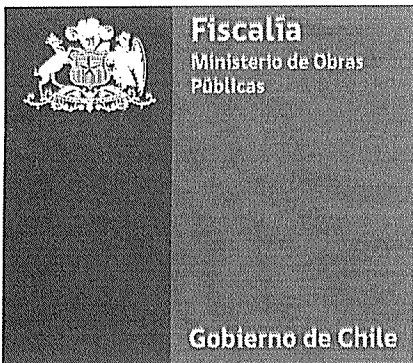 Fiscalía
Ministerio de Obras
Públicas
Gobierno de Chile